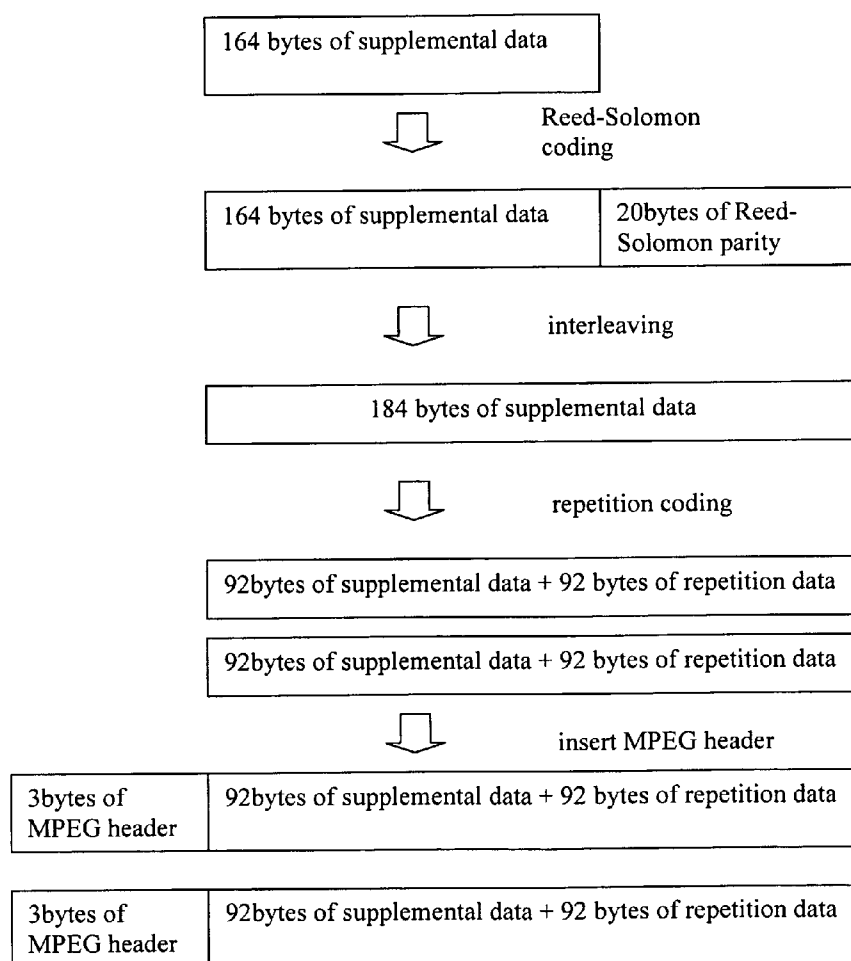 164 bytes of supplemental data
Reed-Solomon
coding
164 bytes of supplemental data
20bytes of Reed-
Solomon parity
interleaving
184 bytes of supplemental data
repetition coding
92bytes of supplemental data + 92 bytes of repetition data
92bytes of supplemental data + 92 bytes of repetition data
insert MPEG header
3bytes of
MPEG header
92bytes of supplemental data + 92 bytes of repetition data
3bytes of
MPEG header
92bytes of supplemental data + 92 bytes of repetition data